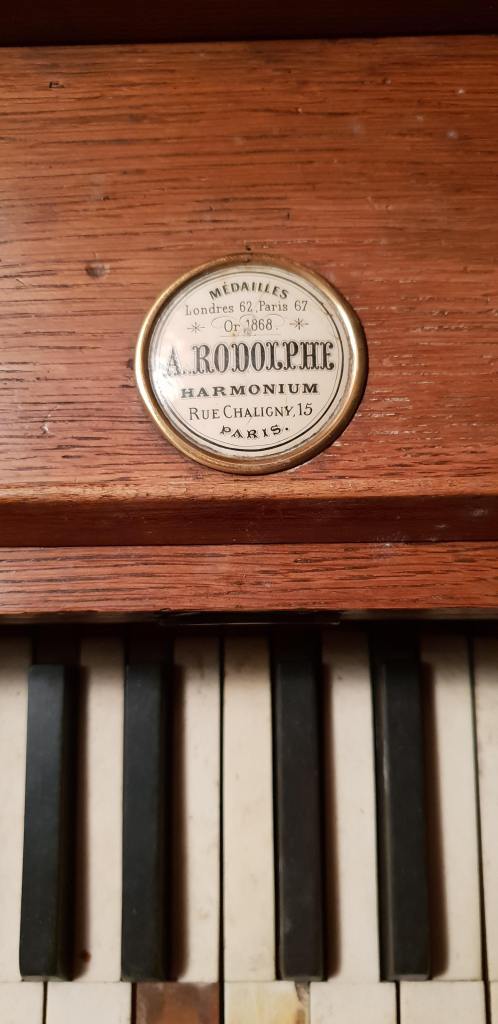 MÉDAILLES
Londres 62, Paris 67
Or 1868
A. RODOLPHE
HARMONIUM
RUE CHALIGNY, 15
PARIS.